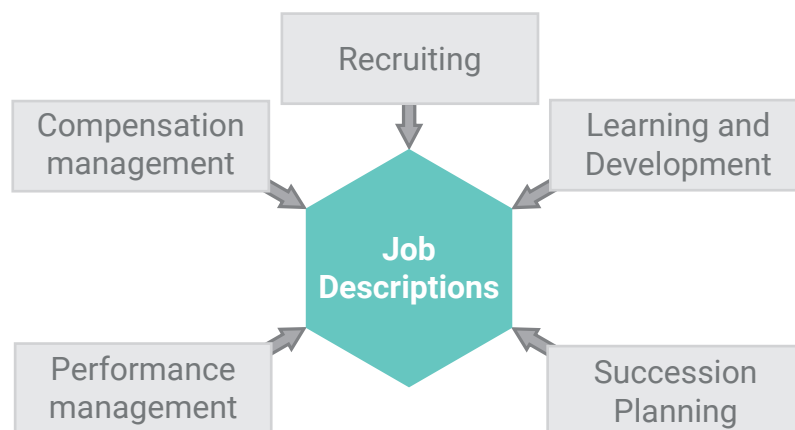 Recruiting
Compensation
management
Learning and
Development
Job
Descriptions
Performance
management
Succession
Planning